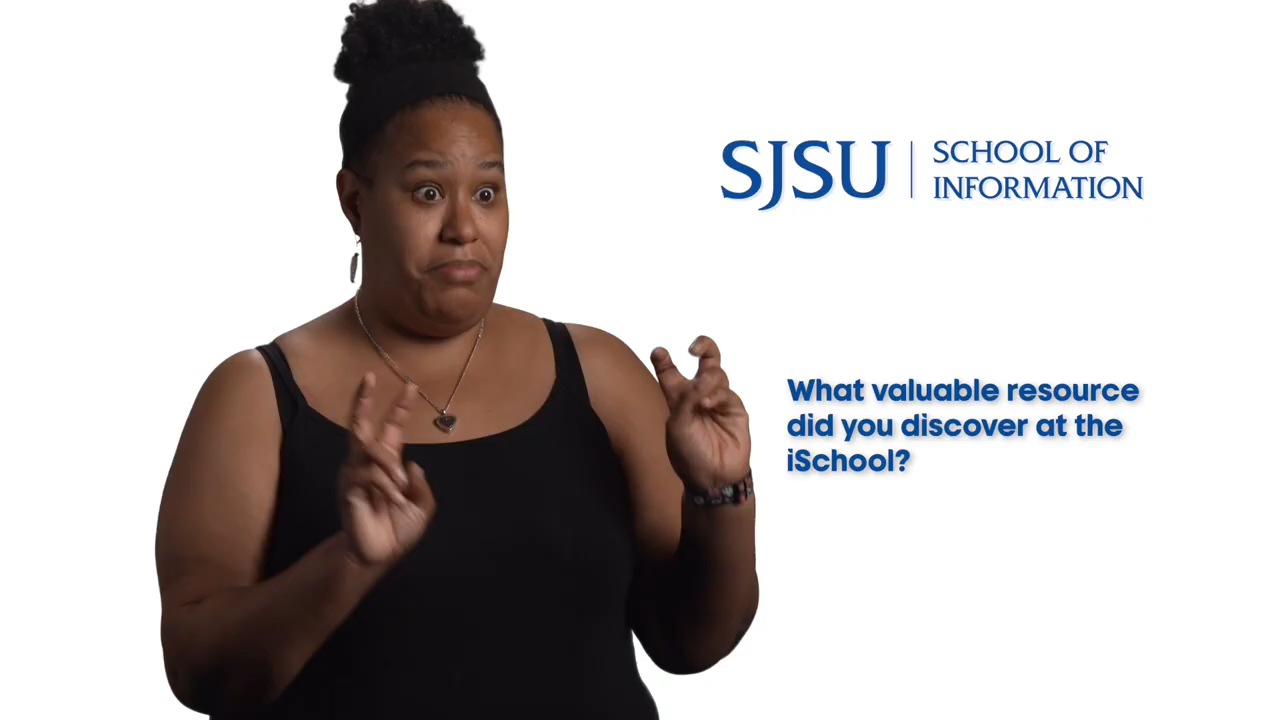 SJSU | SCHOOL OF
INFORMATION
What valuable resource
did you discover at the
iSchool?